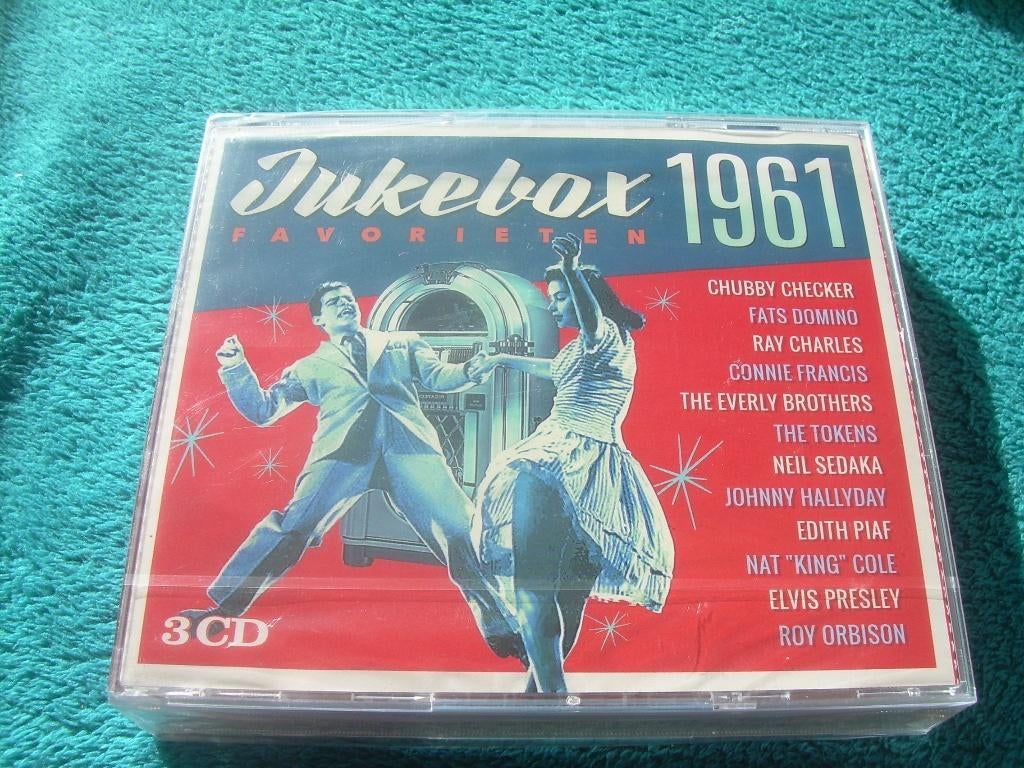 Jukebox 1961
FAVORIETEN
CHUBBY CHECKER
FATS DOMINO
RAY CHARLES
CONNIE FRANCIS
THE EVERLY BROTHERS
THE TOKENS
NEIL SEDAKA
JOHNNY HALLYDAY
EDITH PIAF
NAT "KING" COLE
ELVIS PRESLEY
ROY ORBISON
3CD